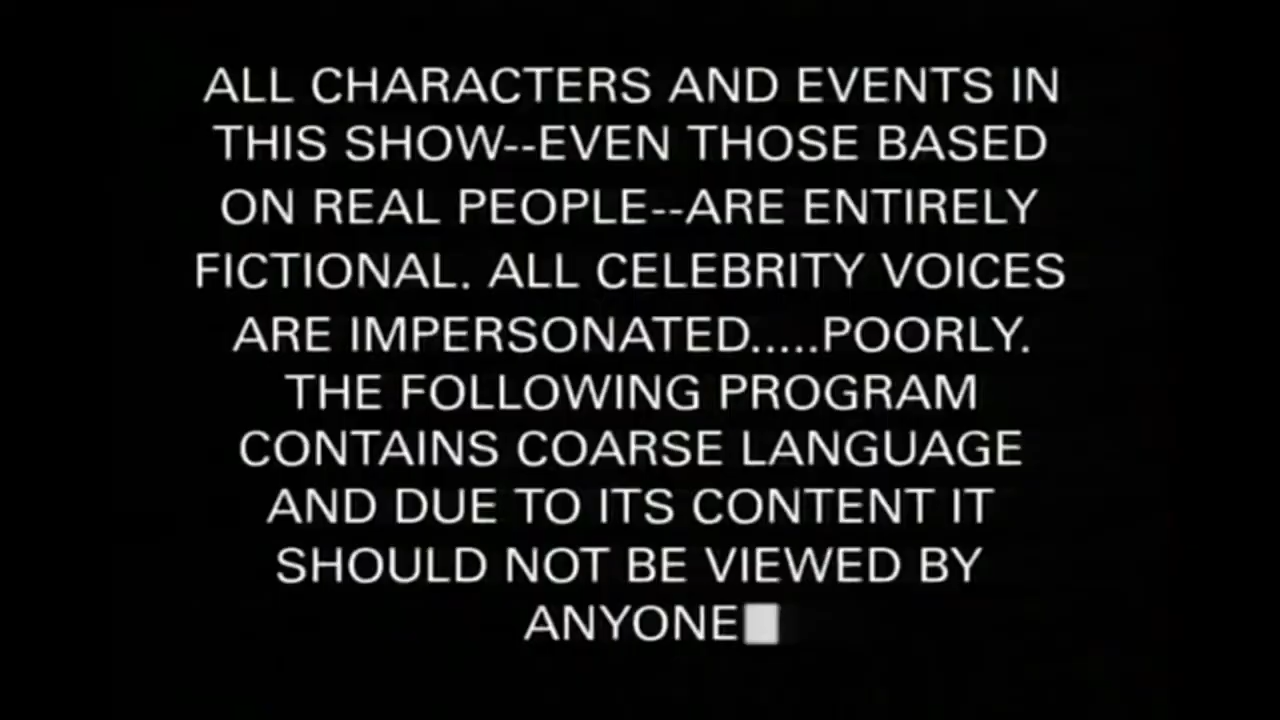 ALL CHARACTERS AND EVENTS IN
THIS SHOW--EVEN THOSE BASED
ON REAL PEOPLE--ARE ENTIRELY
FICTIONAL. ALL CELEBRITY VOICES
ARE IMPERSONATED.....POORLY.
THE FOLLOWING PROGRAM
CONTAINS COARSE LANGUAGE
AND DUE TO ITS CONTENT IT
SHOULD NOT BE VIEWED BY
ANYONE